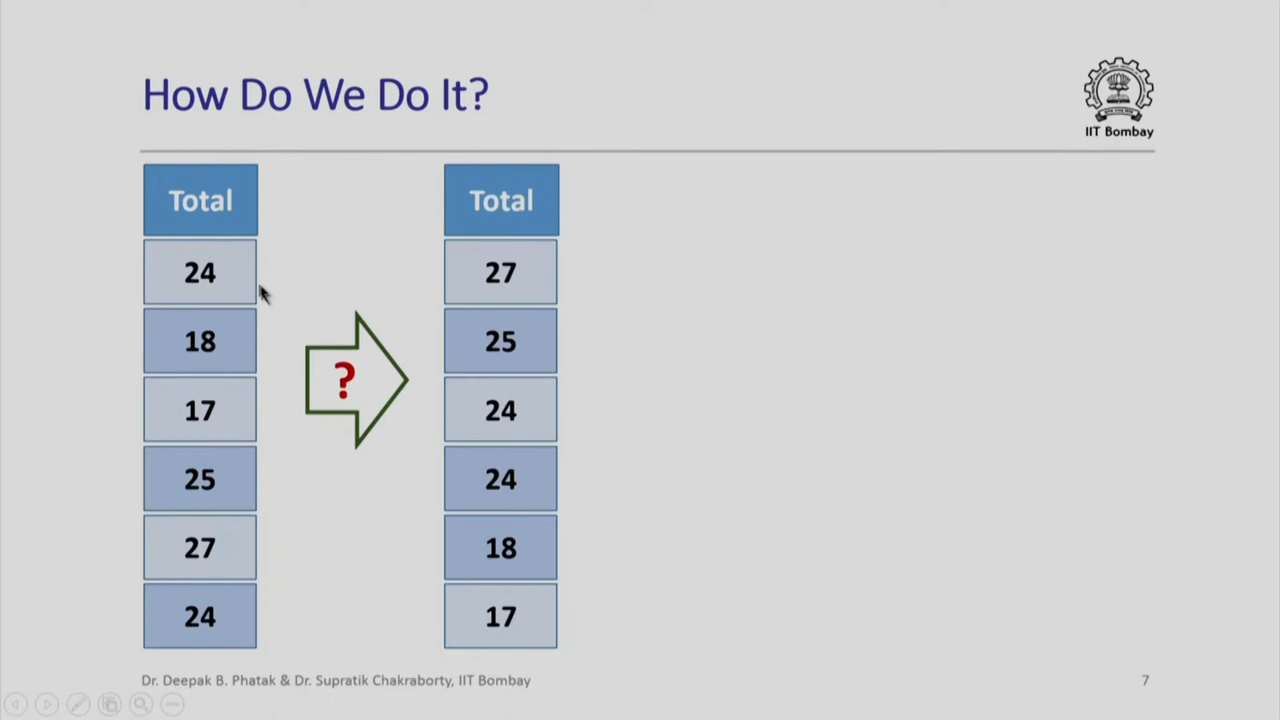 How Do We Do It?
IIT Bombay
Total Total
24 27
18 25
17 24
?
25 24
27 18
24 17
Dr. Deepak B. Phatak & Dr. Supratik Chakraborty, IIT Bombay 7